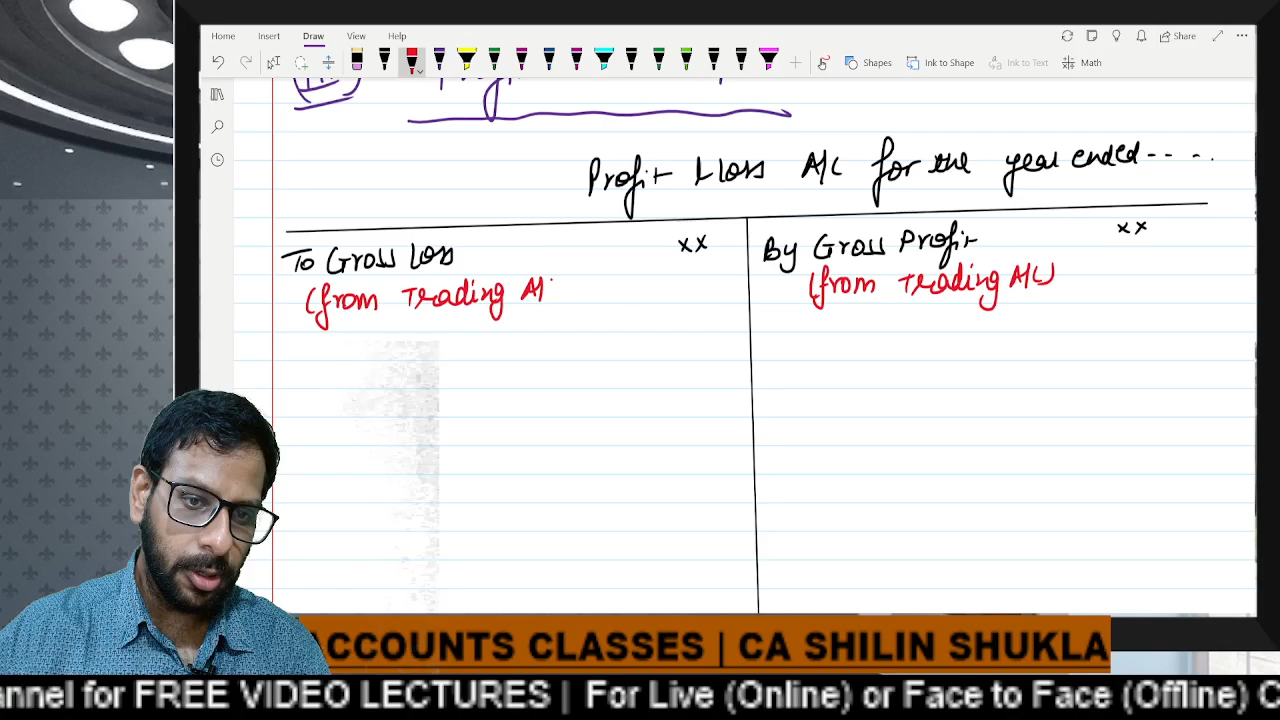 Home Insert Draw View Help Share
Shapes Ink to Shape Ink to Text Math
Profit & Loss A/c for the year ended-----
To Gross Loss xx By Gross Profit xx
(from Trading A/ (from Trading A/c)
ACCOUNTS CLASSES | CA SHILIN SHUKLA
annel for FREE VIDEO LECTURES | For Live (Online) or Face to Face (Offline) C